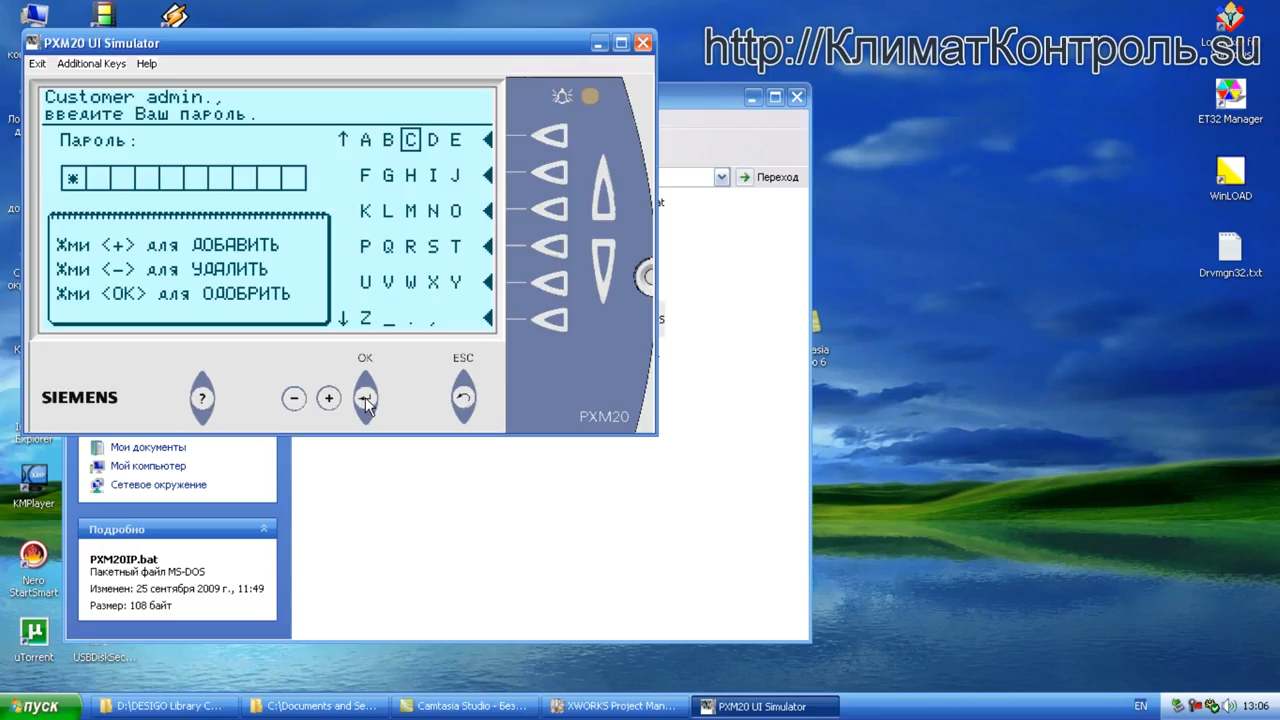 http://КлиматКонтроль.su
PXM20 UI Simulator
Exit Additional Keys Help
Customer admin.,
введите Ваш пароль.
Пароль:
*
↑ A B C D E
F G H I J
K L M N O
P Q R S T
U V W X Y
↓ Z _ . ,
Жми <+> для ДОБАВИТЬ
Жми <-> для УДАЛИТЬ
Жми <OK> для ОДОБРИТЬ
OK
ESC
SIEMENS
?
-
+
PXM20
Переход
ET32 Manager
WinLOAD
Drvmgn32.txt
Explorer
KMPlayer
Nero
StartSmart
uTorrent
USBDiskSec...
Мои документы
Мой компьютер
Сетевое окружение
Подробно
PXM20IP.bat
Пакетный файл MS-DOS
Изменен: 25 сентября 2009 г., 11:49
Размер: 108 байт
пуск
D:\DESIGO Library C...
C:\Documents and Se...
Camtasia Studio - Без...
XWORKS Project Man...
PXM20 UI Simulator
EN
13:06